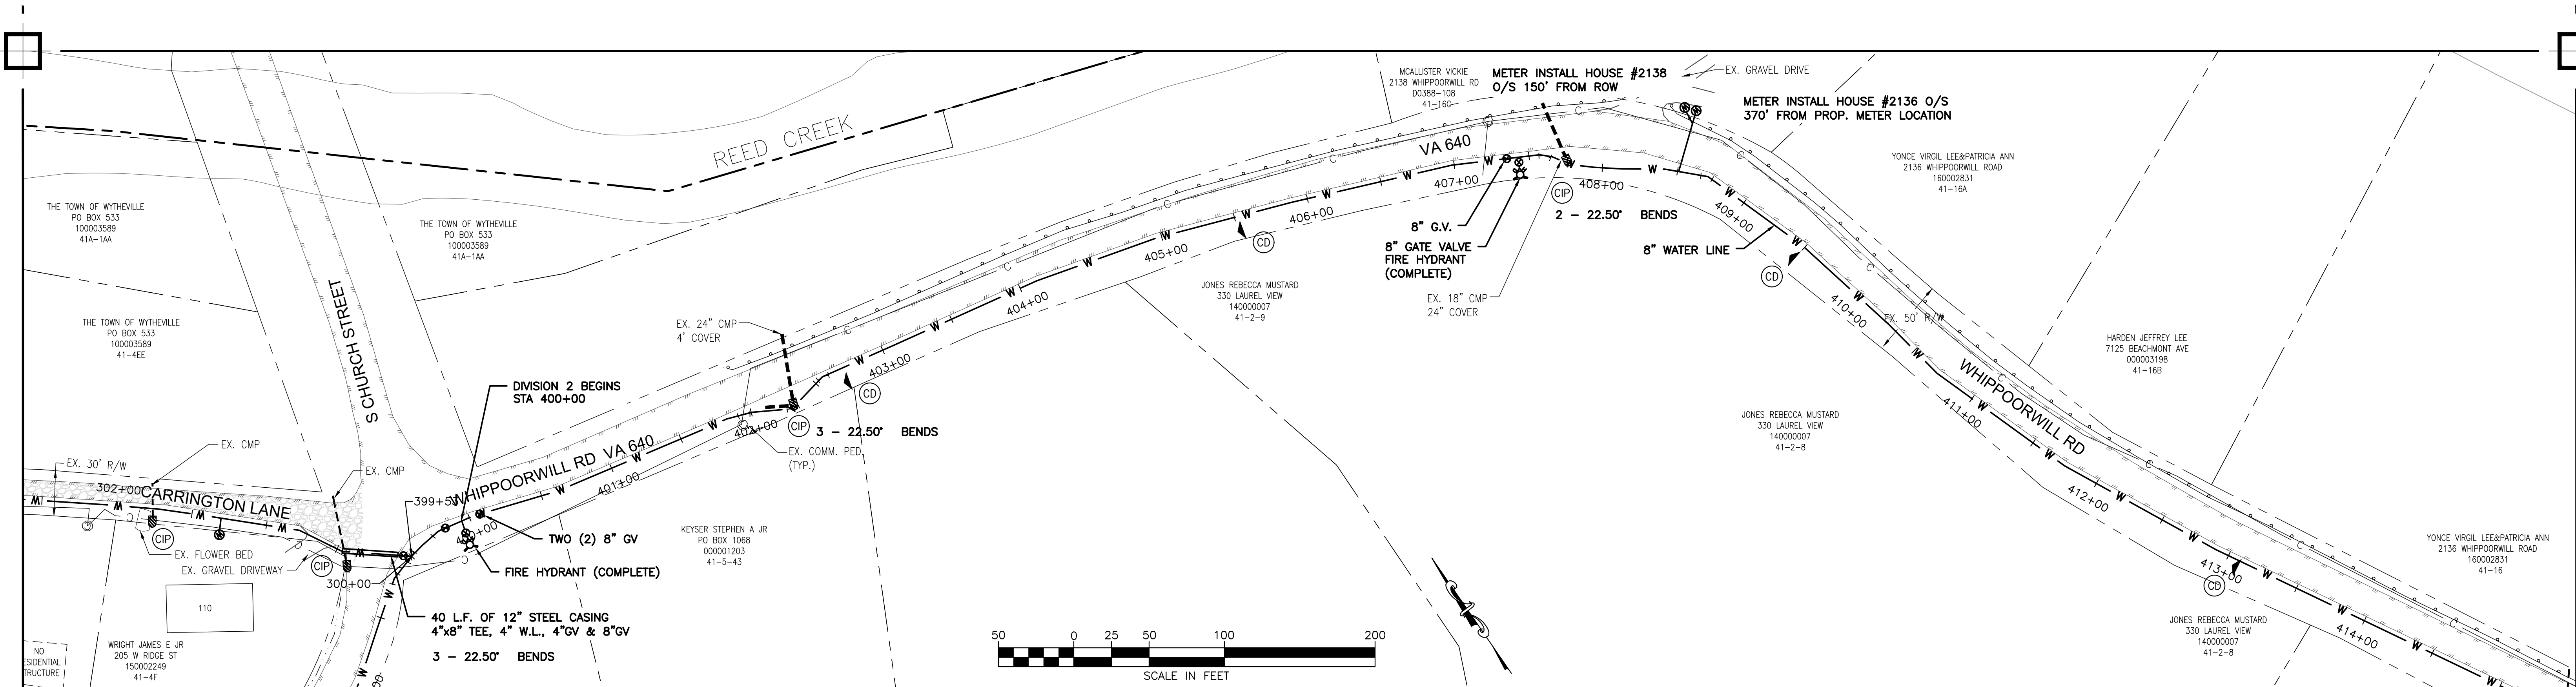 REED CREEK
THE TOWN OF WYTHEVILLE
PO BOX 533
100003589
41A-1AA
THE TOWN OF WYTHEVILLE
PO BOX 533
100003589
41A-1AA
THE TOWN OF WYTHEVILLE
PO BOX 533
100003589
41-4EE
S CHURCH STREET
DIVISION 2 BEGINS
STA 400+00
EX. CMP
EX. 30' R/W
EX. CMP
302+00
CARRINGTON LANE
399+5
WHIPPOORWILL RD VA 640
CIP
EX. FLOWER BED
EX. GRAVEL DRIVEWAY
CIP
300+00
110
TWO (2) 8" GV
FIRE HYDRANT (COMPLETE)
40 L.F. OF 12" STEEL CASING
4"x8" TEE, 4" W.L., 4"GV & 8"GV
3 - 22.50° BENDS
WRIGHT JAMES E JR
205 W RIDGE ST
150002249
41-4F
NO
ESIDENTIAL
TRUCTURE
401+00
402+00
EX. 24" CMP
4' COVER
CIP
3 - 22.50° BENDS
EX. COMM. PED.
(TYP.)
403+00
CD
KEYSER STEPHEN A JR
PO BOX 1068
000001203
41-5-43
404+00
405+00
406+00
CD
JONES REBECCA MUSTARD
330 LAUREL VIEW
140000007
41-2-9
VA 640
407+00
MCALLISTER VICKIE
2138 WHIPPOORWILL RD
D0388-108
41-16C
METER INSTALL HOUSE #2138
O/S 150' FROM ROW
EX. GRAVEL DRIVE
METER INSTALL HOUSE #2136 O/S
370' FROM PROP. METER LOCATION
8" G.V.
8" GATE VALVE
FIRE HYDRANT
(COMPLETE)
EX. 18" CMP
24" COVER
CIP
408+00
2 - 22.50° BENDS
8" WATER LINE
409+00
CD
410+00
EX. 50' R/W
YONCE VIRGIL LEE&PATRICIA ANN
2136 WHIPPOORWILL ROAD
160002831
41-16A
HARDEN JEFFREY LEE
7125 BEACHMONT AVE
000003198
41-16B
WHIPPOORWILL RD
JONES REBECCA MUSTARD
330 LAUREL VIEW
140000007
41-2-8
411+00
412+00
413+00
CD
414+00
YONCE VIRGIL LEE&PATRICIA ANN
2136 WHIPPOORWILL ROAD
160002831
41-16
JONES REBECCA MUSTARD
330 LAUREL VIEW
140000007
41-2-8
50 0 25 50 100 200
SCALE IN FEET